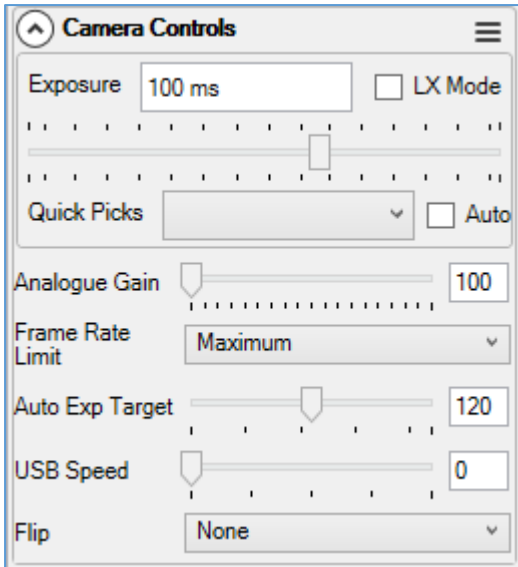 Camera Controls
Exposure 100 ms LX Mode
Quick Picks Auto
Analogue Gain 100
Frame Rate
Limit
Maximum
Auto Exp Target 120
USB Speed 0
Flip None